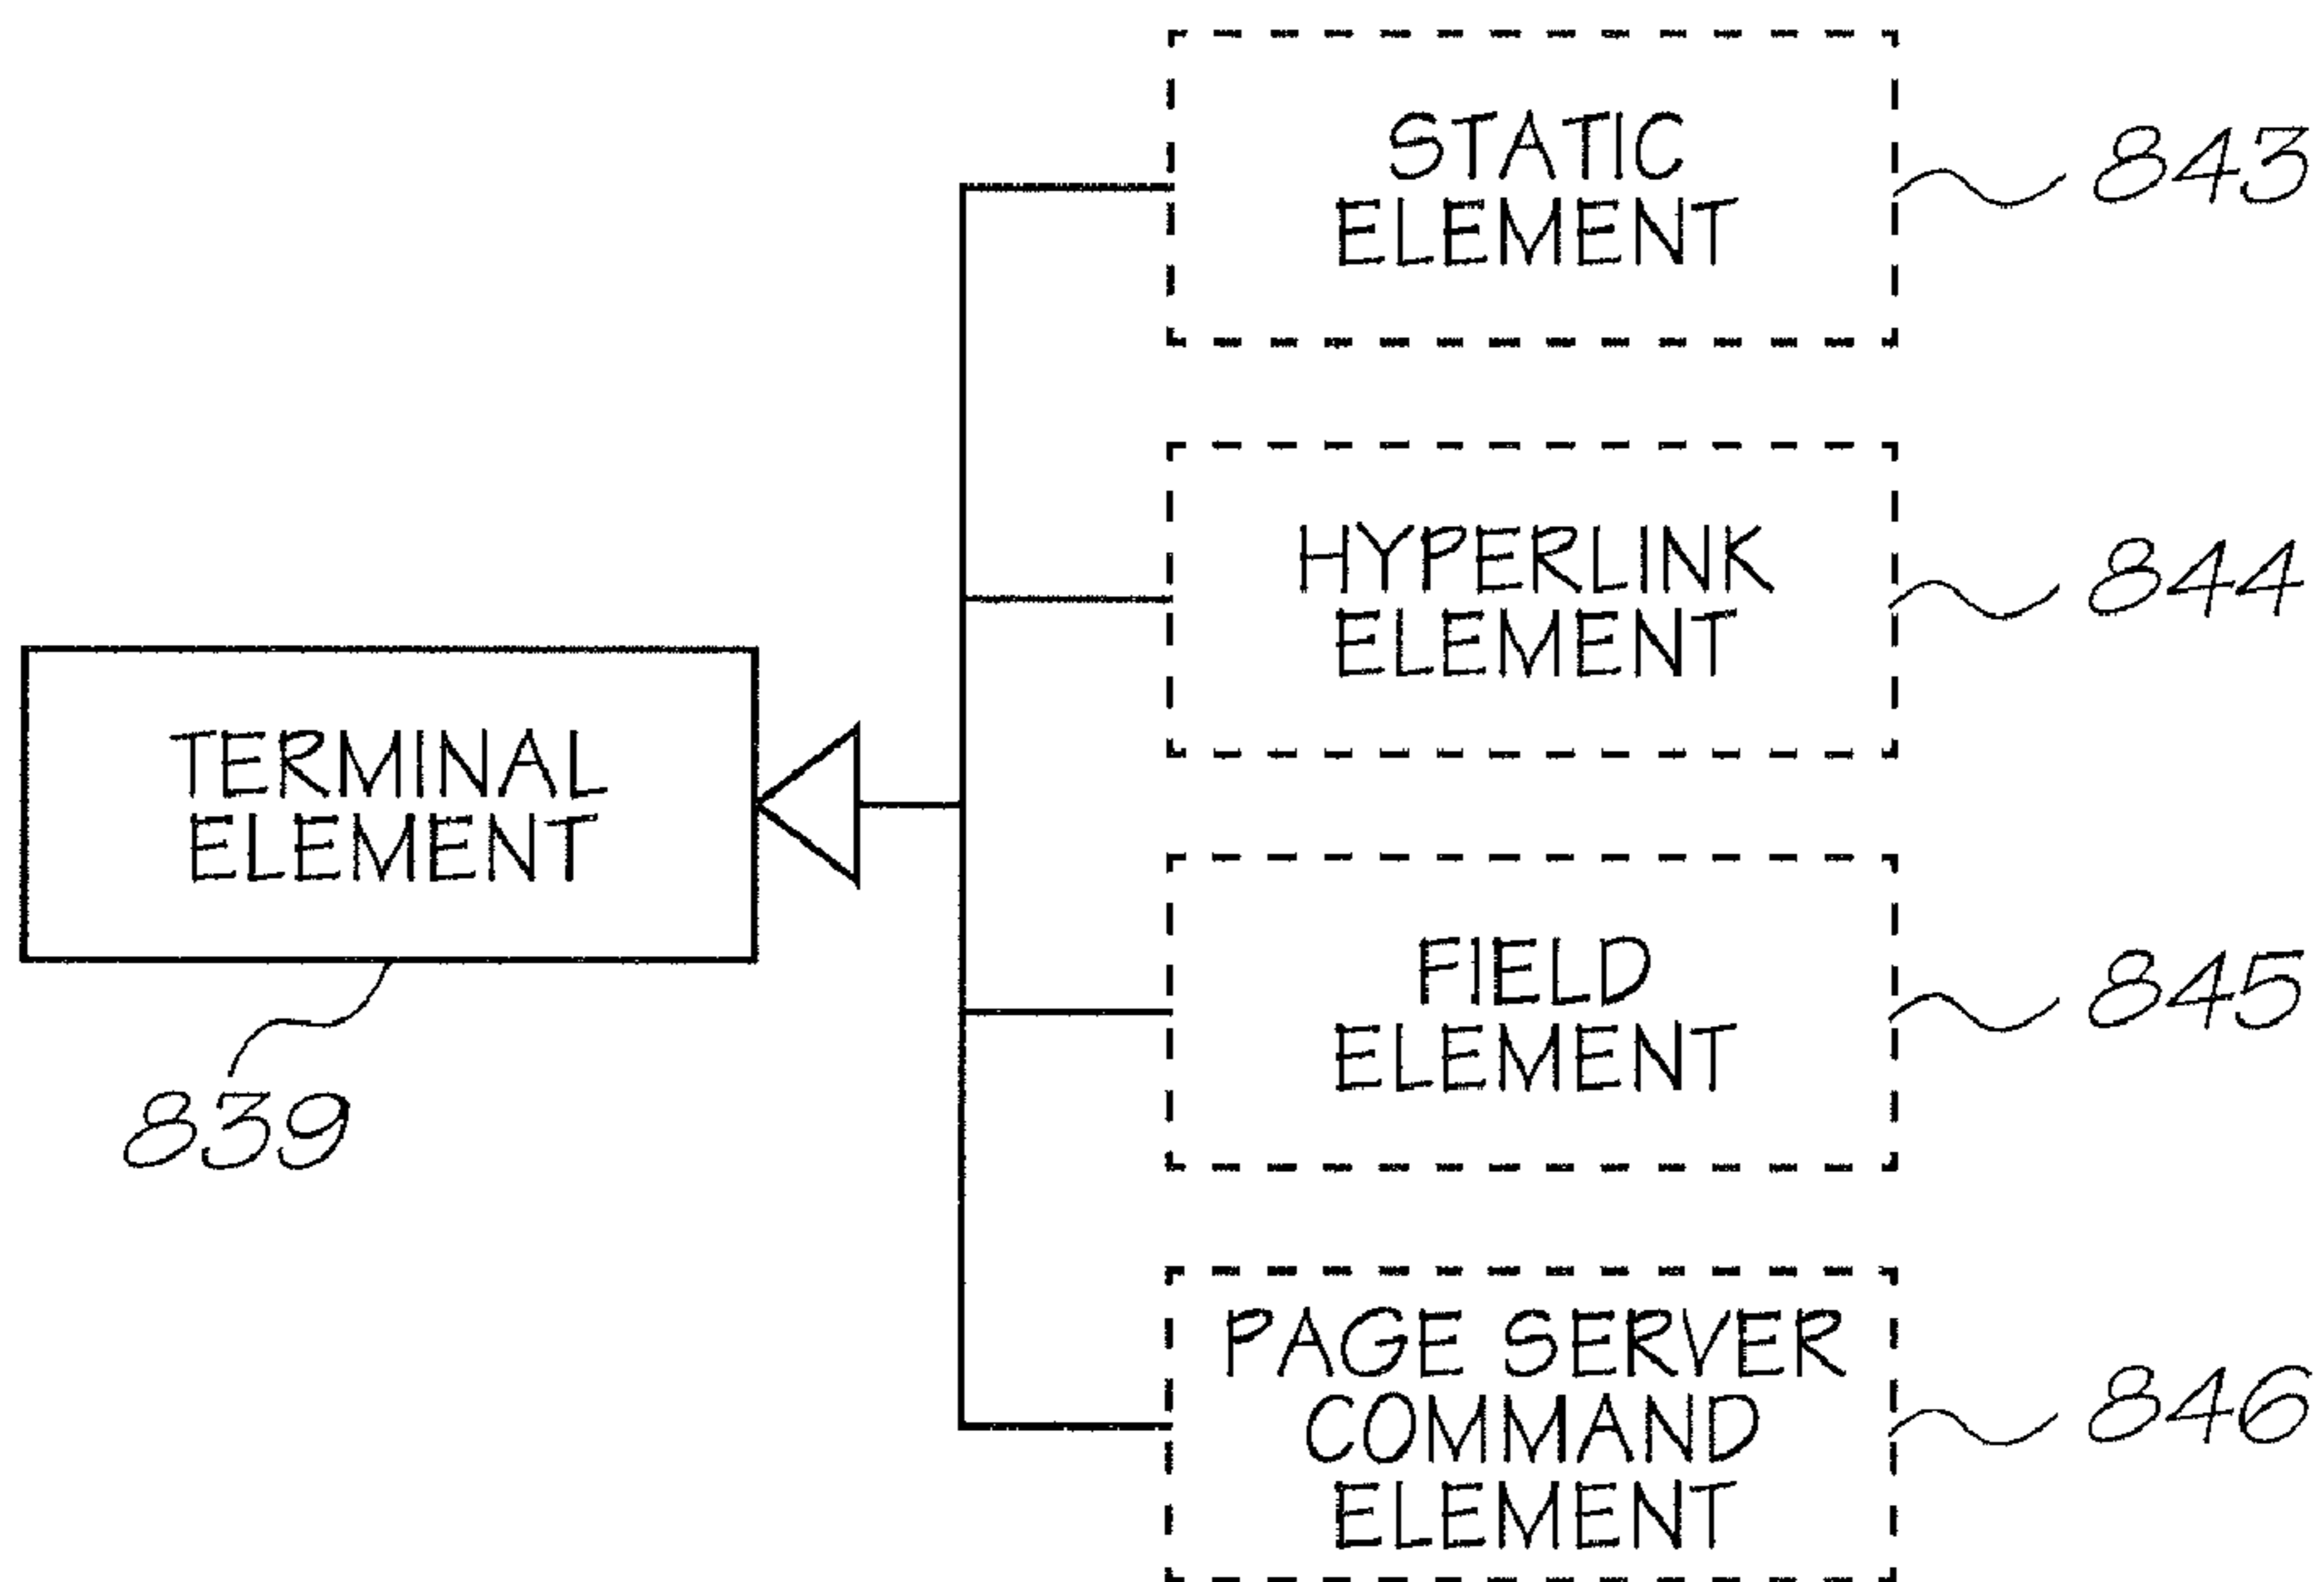 STATIC
ELEMENT
843
HYPERLINK
ELEMENT
844
TERMINAL
ELEMENT
839
FIELD
ELEMENT
845
PAGE SERVER
COMMAND
ELEMENT
846